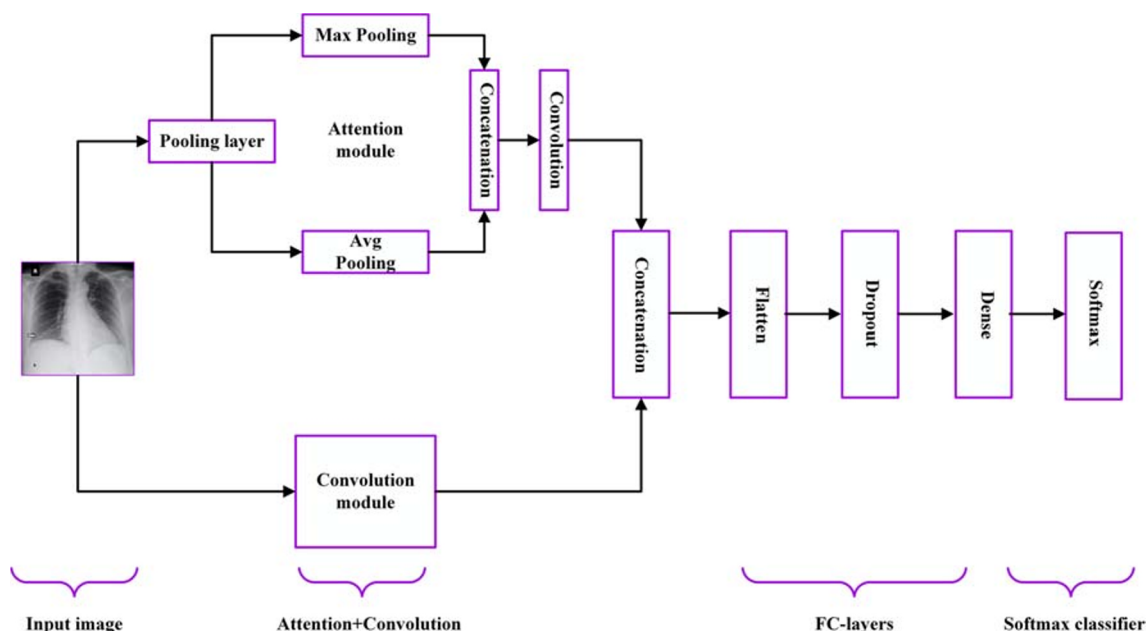 Max Pooling
Pooling layer
Attention
module
Concatenation
Convolution
Avg
Pooling
Concatenation
Flatten
Dropout
Dense
Softmax
Convolution
module
Input image
Attention+Convolution
FC-layers
Softmax classifier